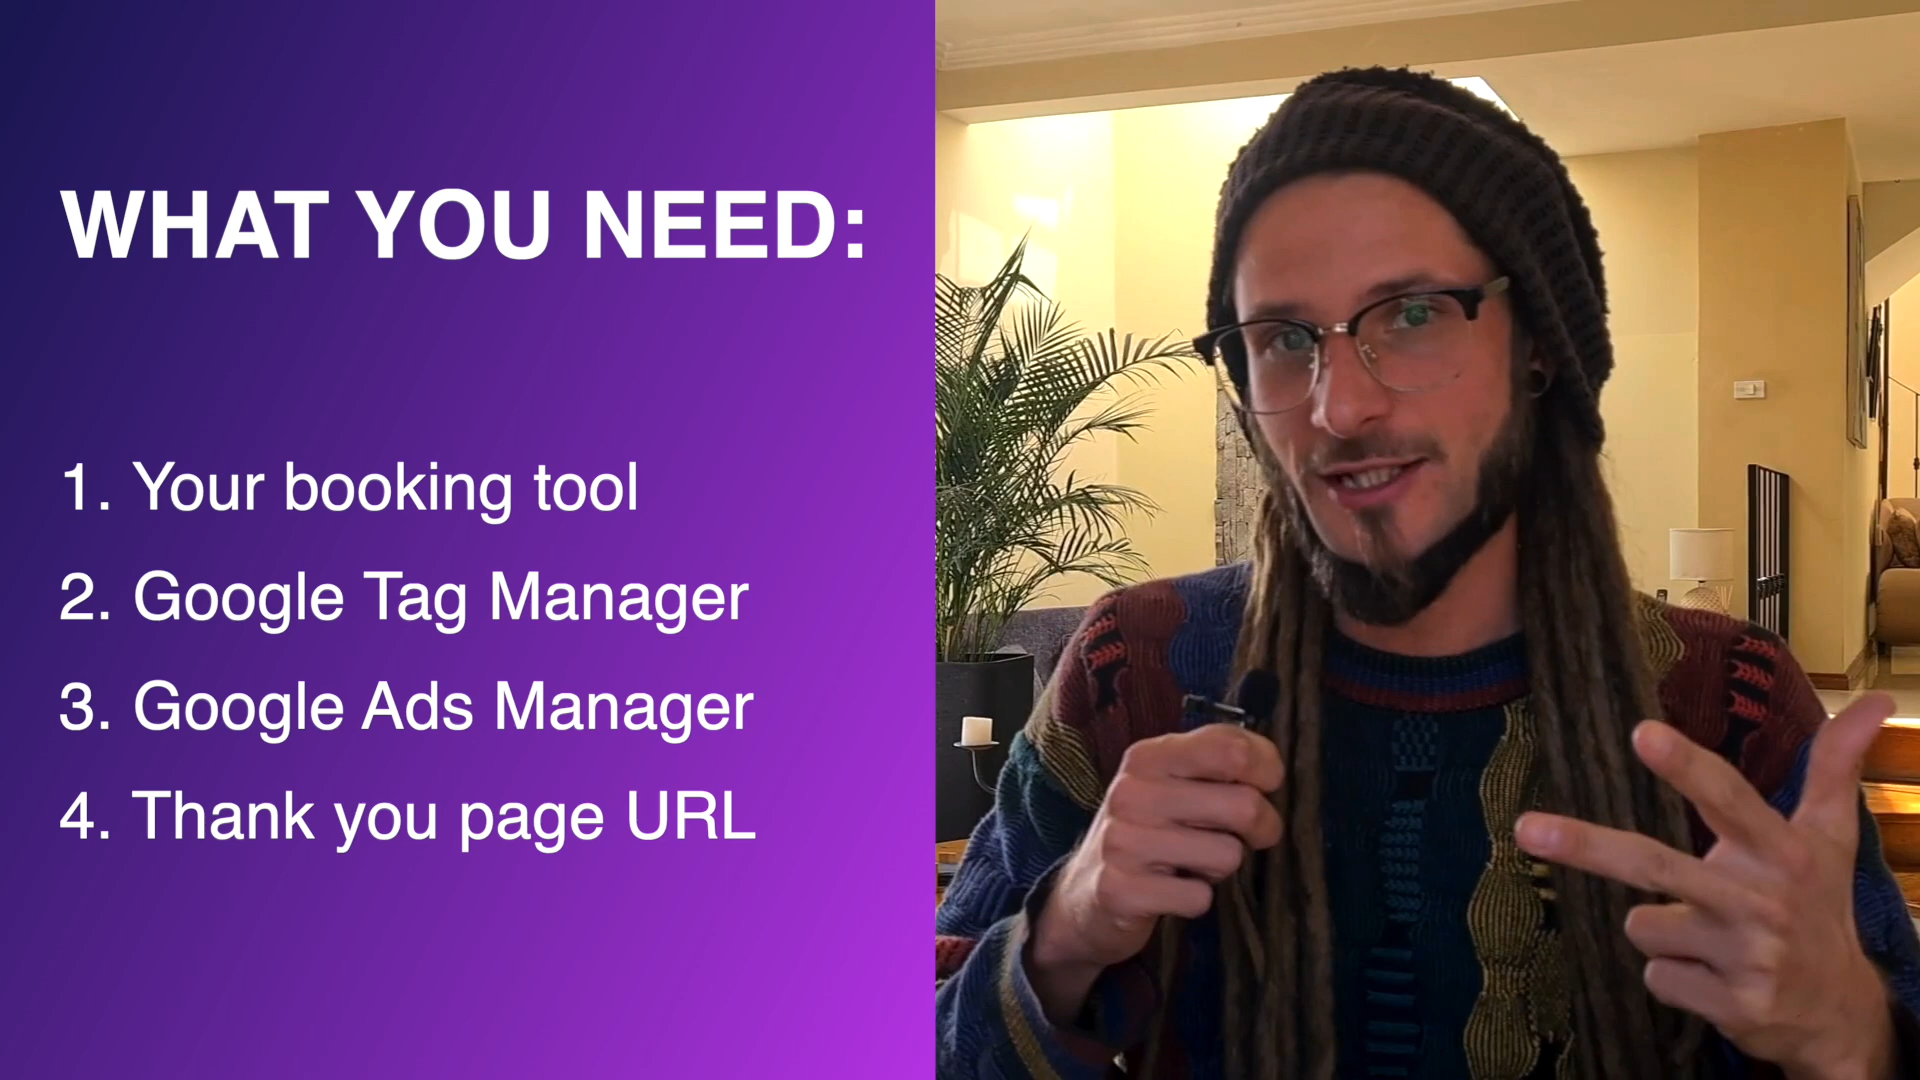 WHAT YOU NEED:
1. Your booking tool
2. Google Tag Manager
3. Google Ads Manager
4. Thank you page URL